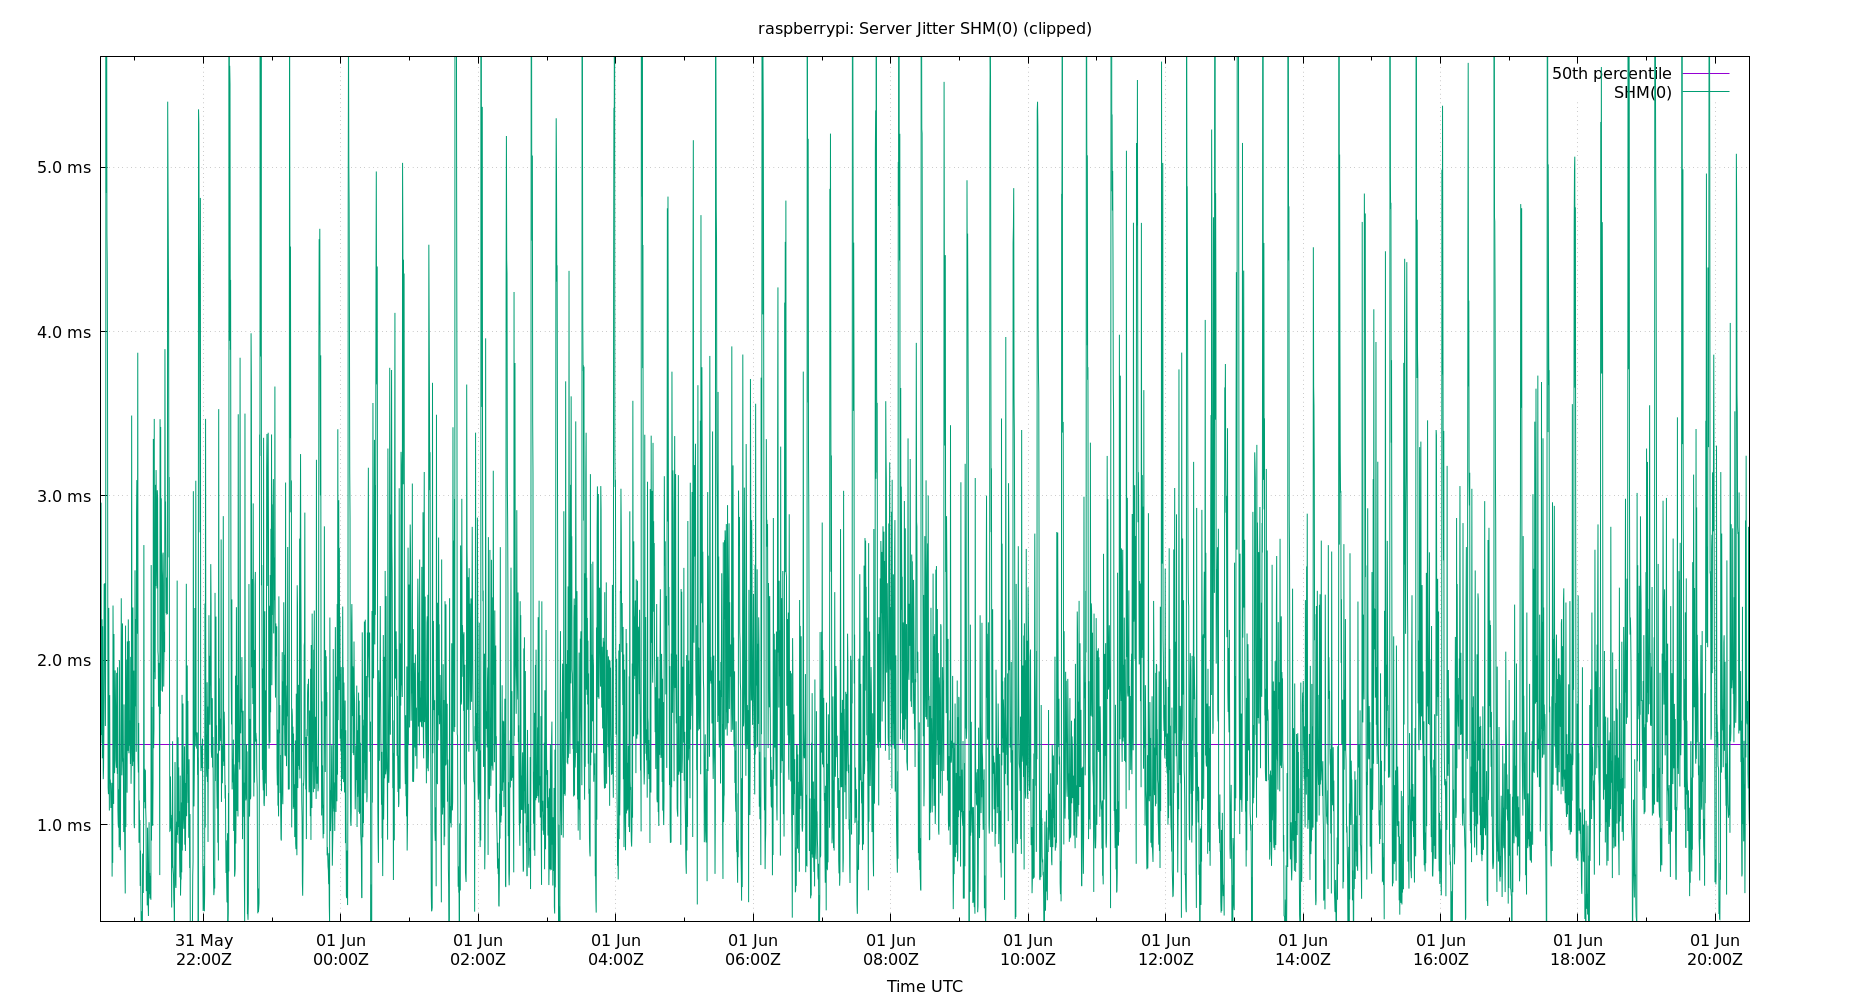 raspberrypi: Server Jitter SHM(0) (clipped)
50th percentile
SHM(0)
5.0 ms
4.0 ms
3.0 ms
2.0 ms
1.0 ms
31 May 01 Jun 01 Jun 01 Jun 01 Jun 01 Jun 01 Jun 01 Jun 01 Jun 01 Jun 01 Jun 01 Jun
22:00Z 00:00Z 02:00Z 04:00Z 06:00Z 08:00Z 10:00Z 12:00Z 14:00Z 16:00Z 18:00Z 20:00Z
Time UTC